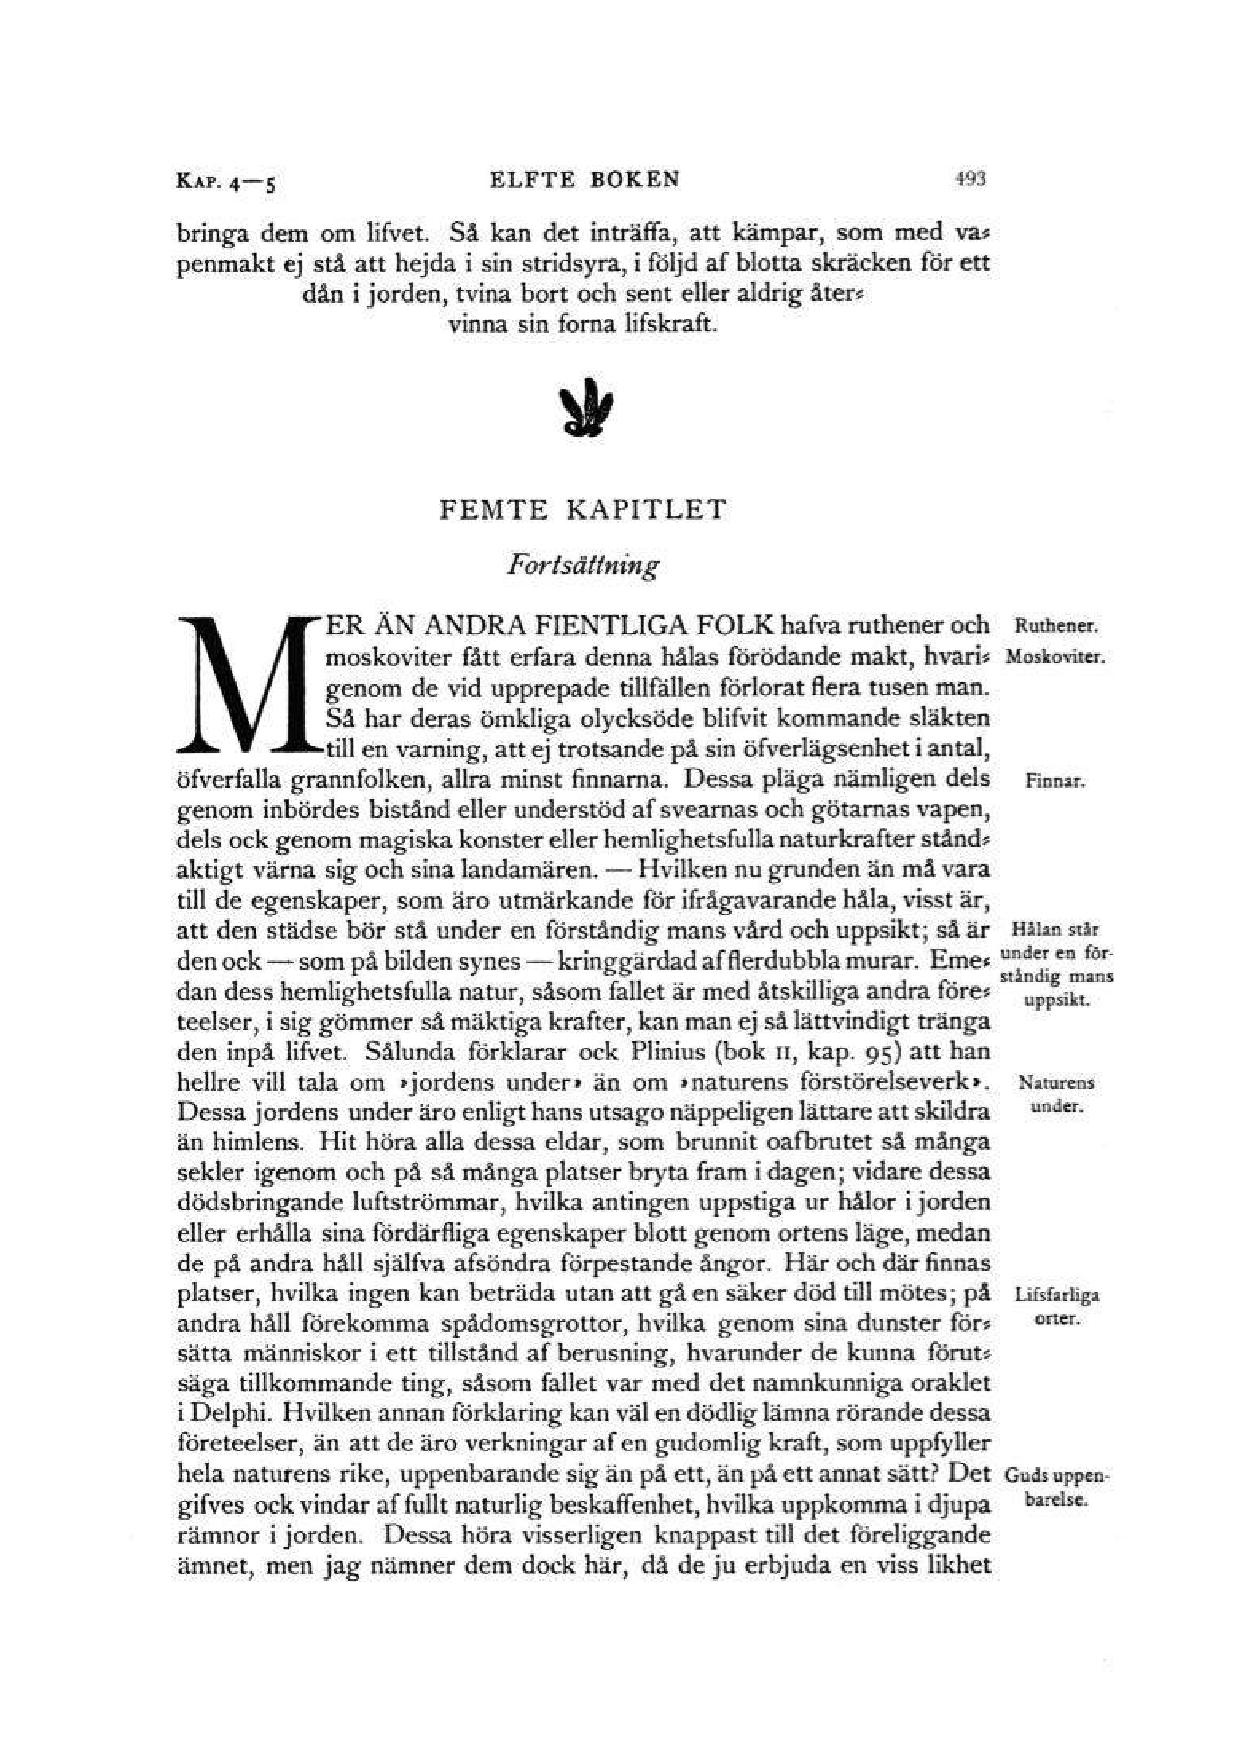 KAP. 4—5 ELFTE BOKEN 493
bringa dem om lifvet. Så kan det inträffa, att kämpar, som med va-
penmakt ej stå att hejda i sin stridsyra, i följd af blotta skräcken för ett
dån i jorden, tvina bort och sent eller aldrig åter-
vinna sin forna lifskraft.
FEMTE KAPITLET
Fortsättning
MER ÄN ANDRA FIENTLIGA FOLK hafva ruthener och Ruthener.
moskoviter fått erfara denna hålas förödande makt, hvari- Moskoviter.
genom de vid upprepade tillfällen förlorat flera tusen man.
Så har deras ömkliga olycksöde blifvit kommande släkten
till en varning, att ej trotsande på sin öfverlägsenhet i antal,
öfverfalla grannfolken, allra minst finnarna. Dessa pläga nämligen dels Finnar.
genom inbördes bistånd eller understöd af svearnas och götarnas vapen,
dels ock genom magiska konster eller hemlighetsfulla naturkrafter stånd-
aktigt värna sig och sina landamären. — Hvilken nu grunden än må vara
till de egenskaper, som äro utmärkande för ifrågavarande håla, visst är,
att den städse bör stå under en förståndig mans vård och uppsikt; så är Hålan står
den ock — som på bilden synes — kringgärdad af flerdubbla murar. Eme- under en för-
ståndig mans
dan dess hemlighetsfulla natur, såsom fallet är med åtskilliga andra före- uppsikt.
teelser, i sig gömmer så mäktiga krafter, kan man ej så lättvindigt tränga
den inpå lifvet. Sålunda förklarar ock Plinius (bok II, kap. 95) att han
hellre vill tala om »jordens under» än om »naturens förstörelseverk». Naturens
Dessa jordens under äro enligt hans utsago näppeligen lättare att skildra under.
än himlens. Hit höra alla dessa eldar, som brunnit oafbrutet så många
sekler igenom och på så många platser bryta fram i dagen; vidare dessa
dödsbringande luftströmmar, hvilka antingen uppstiga ur hålor i jorden
eller erhålla sina fördärfliga egenskaper blott genom ortens läge, medan
de på andra håll själfva afsöndra förpestande ångor. Här och där finnas
platser, hvilka ingen kan beträda utan att gå en säker död till mötes; på Lifsfarliga
andra håll förekomma spådomsgrottor, hvilka genom sina dunster för- orter.
sätta människor i ett tillstånd af berusning, hvarunder de kunna förut-
säga tillkommande ting, såsom fallet var med det namnkunniga oraklet
i Delphi. Hvilken annan förklaring kan väl en dödlig lämna rörande dessa
företeelser, än att de äro verkningar af en gudomlig kraft, som uppfyller
hela naturens rike, uppenbarande sig än på ett, än på ett annat sätt? Det Guds uppen-
gifves ock vindar af fullt naturlig beskaffenhet, hvilka uppkomma i djupa barelse.
rämnor i jorden. Dessa höra visserligen knappast till det föreliggande
ämnet, men jag nämner dem dock här, då de ju erbjuda en viss likhet